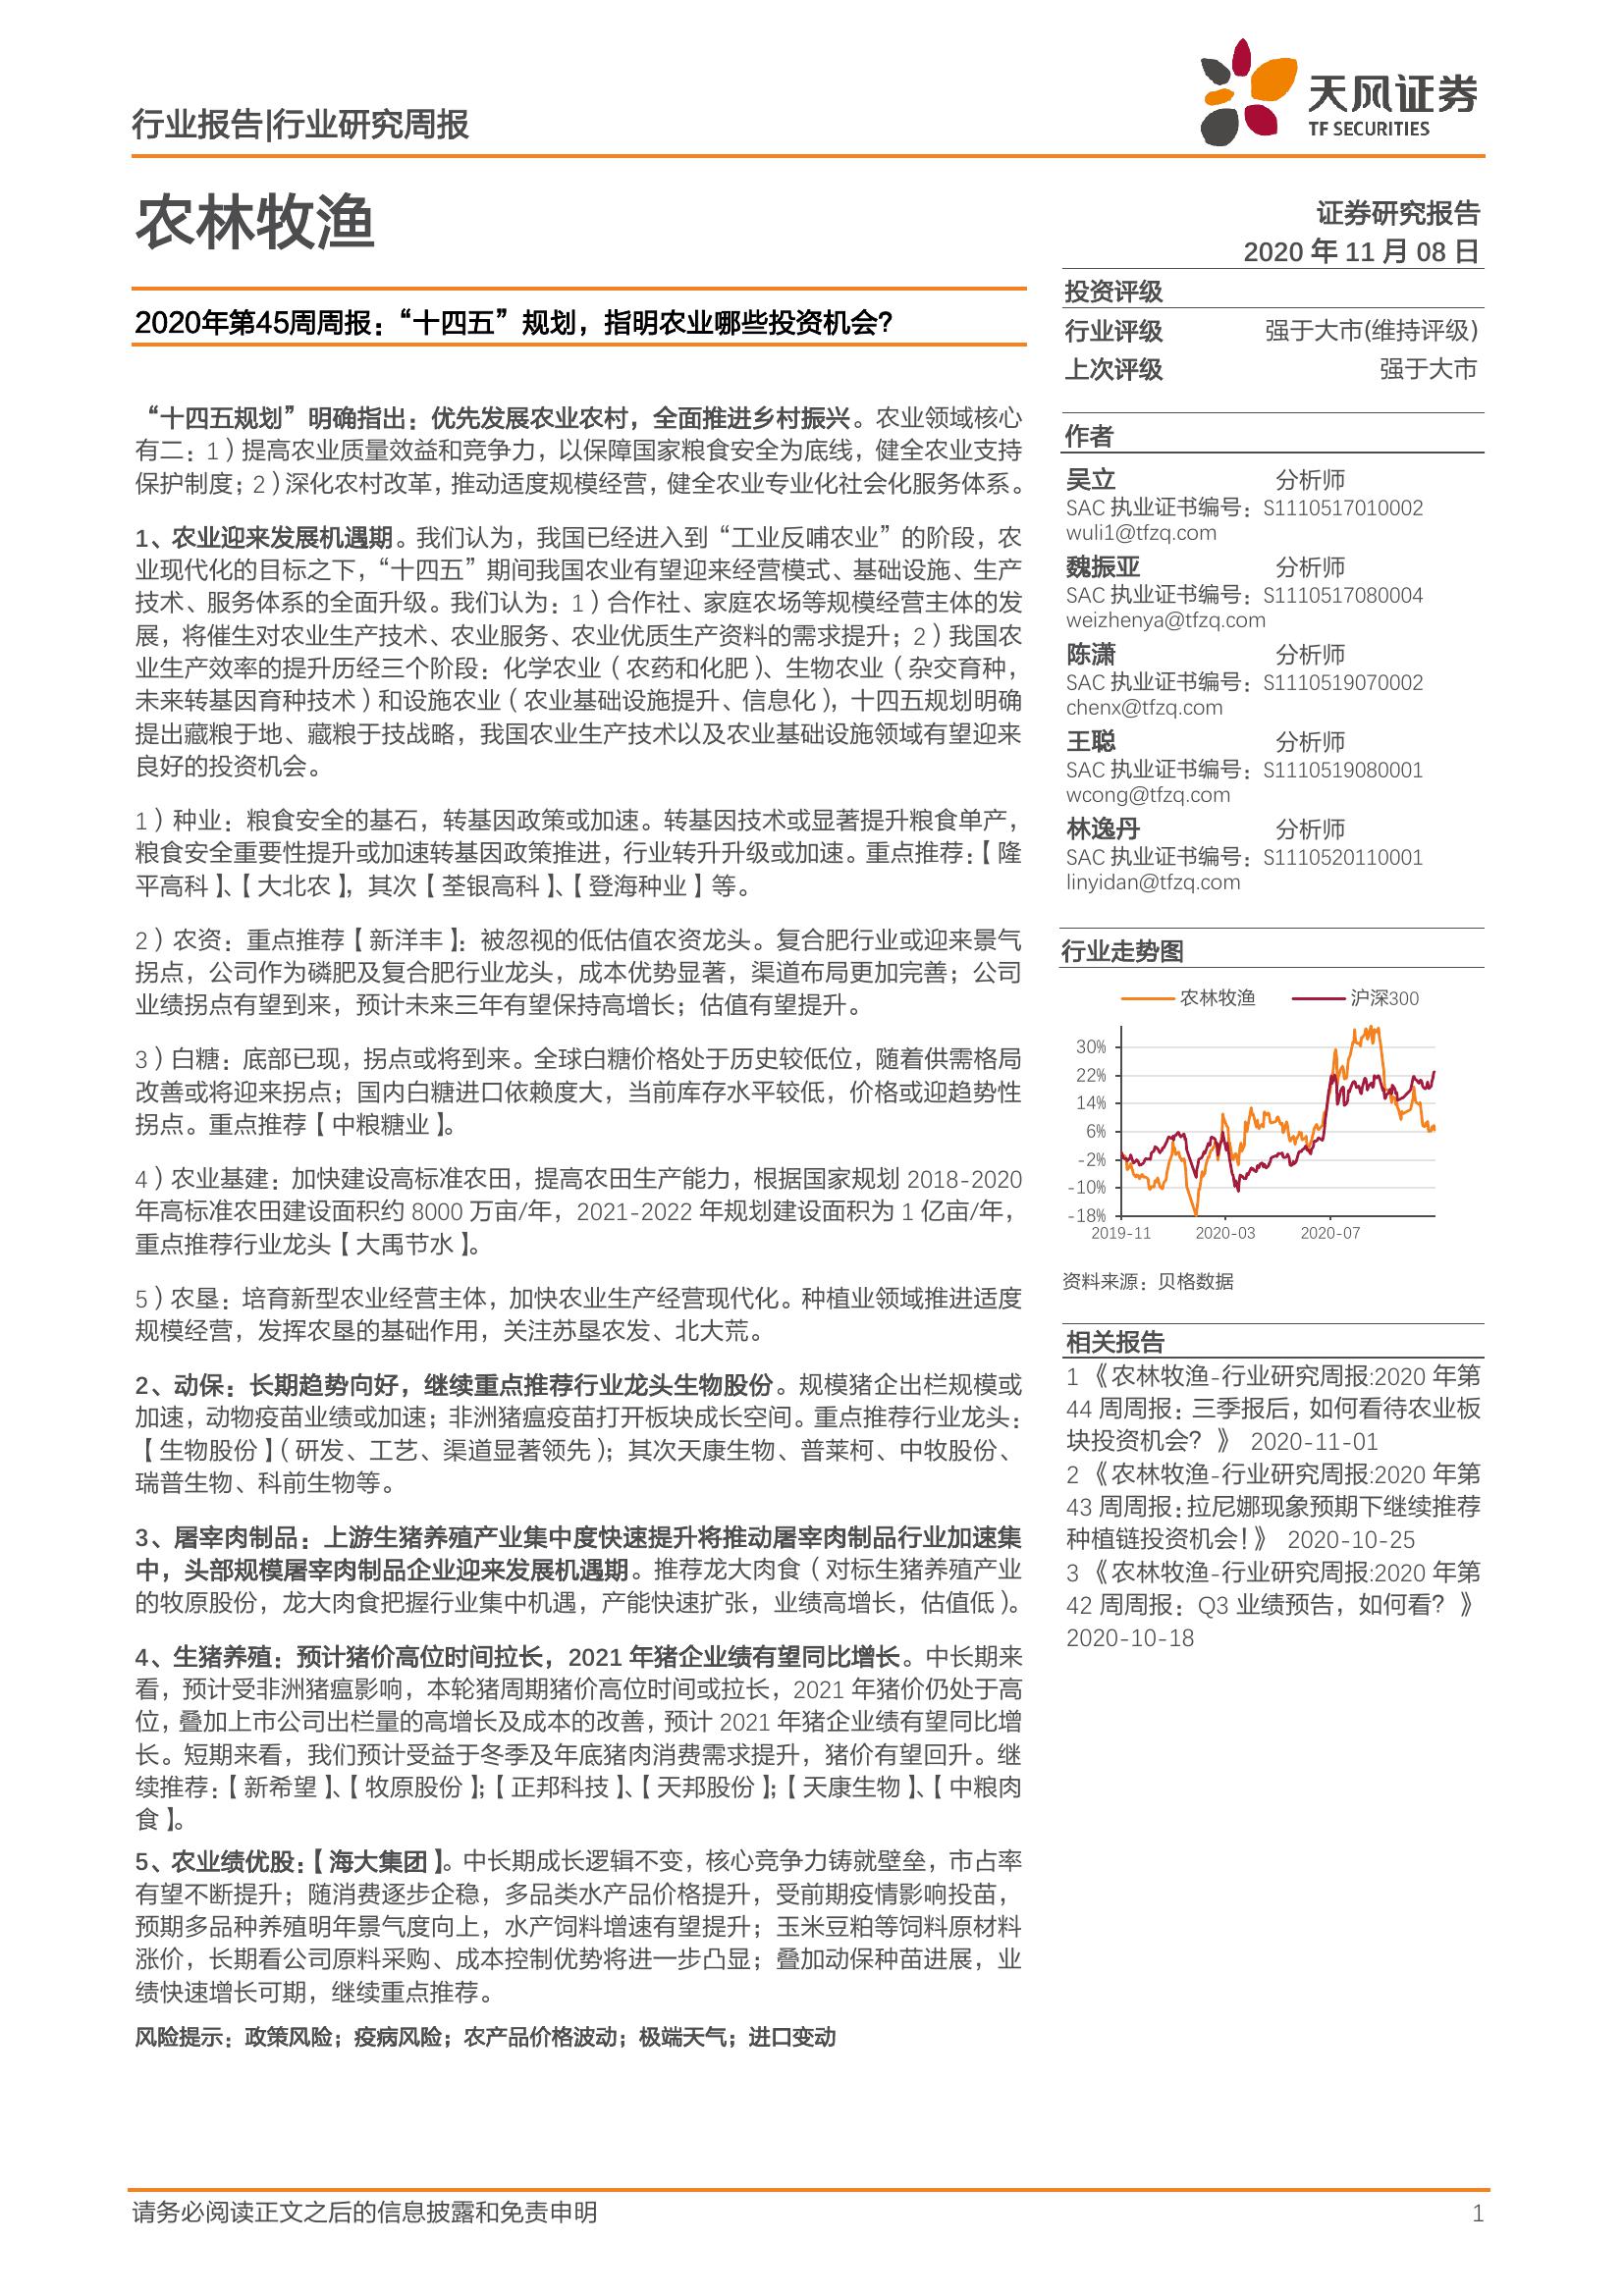 行业报告|行业研究周报
天风证券
TF SECURITIES
农林牧渔
证券研究报告
2020 年 11 月 08 日
2020年第45周周报：“十四五”规划，指明农业哪些投资机会？
“十四五规划”明确指出：优先发展农业农村，全面推进乡村振兴。农业领域核心
有二：1）提高农业质量效益和竞争力，以保障国家粮食安全为底线，健全农业支持
保护制度；2）深化农村改革，推动适度规模经营，健全农业专业化社会化服务体系。
1、农业迎来发展机遇期。我们认为，我国已经进入到“工业反哺农业”的阶段，农
业现代化的目标之下，“十四五”期间我国农业有望迎来经营模式、基础设施、生产
技术、服务体系的全面升级。我们认为：1）合作社、家庭农场等规模经营主体的发
展，将催生对农业生产技术、农业服务、农业优质生产资料的需求提升；2）我国农
业生产效率的提升历经三个阶段：化学农业（农药和化肥）、生物农业（杂交育种，
未来转基因育种技术）和设施农业（农业基础设施提升、信息化），十四五规划明确
提出藏粮于地、藏粮于技战略，我国农业生产技术以及农业基础设施领域有望迎来
良好的投资机会。
1）种业：粮食安全的基石，转基因政策或加速。转基因技术或显著提升粮食单产，
粮食安全重要性提升或加速转基因政策推进，行业转升升级或加速。重点推荐：【隆
平高科】、【大北农】，其次【荃银高科】、【登海种业】等。
2）农资：重点推荐【新洋丰】：被忽视的低估值农资龙头。复合肥行业或迎来景气
拐点，公司作为磷肥及复合肥行业龙头，成本优势显著，渠道布局更加完善；公司
业绩拐点有望到来，预计未来三年有望保持高增长；估值有望提升。
3）白糖：底部已现，拐点或将到来。全球白糖价格处于历史较低位，随着供需格局
改善或将迎来拐点；国内白糖进口依赖度大，当前库存水平较低，价格或迎趋势性
拐点。重点推荐【中粮糖业】。
4）农业基建：加快建设高标准农田，提高农田生产能力，根据国家规划 2018-2020
年高标准农田建设面积约 8000 万亩/年，2021-2022 年规划建设面积为 1 亿亩/年，
重点推荐行业龙头【大禹节水】。
5）农垦：培育新型农业经营主体，加快农业生产经营现代化。种植业领域推进适度
规模经营，发挥农垦的基础作用，关注苏垦农发、北大荒。
2、动保：长期趋势向好，继续重点推荐行业龙头生物股份。规模猪企出栏规模或
加速，动物疫苗业绩或加速；非洲猪瘟疫苗打开板块成长空间。重点推荐行业龙头：
【生物股份】（研发、工艺、渠道显著领先）；其次天康生物、普莱柯、中牧股份、
瑞普生物、科前生物等。
3、屠宰肉制品：上游生猪养殖产业集中度快速提升将推动屠宰肉制品行业加速集
中，头部规模屠宰肉制品企业迎来发展机遇期。推荐龙大肉食（对标生猪养殖产业
的牧原股份，龙大肉食把握行业集中机遇，产能快速扩张，业绩高增长，估值低）。
4、生猪养殖：预计猪价高位时间拉长，2021 年猪企业绩有望同比增长。中长期来
看，预计受非洲猪瘟影响，本轮猪周期猪价高位时间或拉长，2021 年猪价仍处于高
位，叠加上市公司出栏量的高增长及成本的改善，预计 2021 年猪企业绩有望同比增
长。短期来看，我们预计受益于冬季及年底猪肉消费需求提升，猪价有望回升。继
续推荐：【新希望】、【牧原股份】；【正邦科技】、【天邦股份】；【天康生物】、【中粮肉
食】。
5、农业绩优股：【海大集团】。中长期成长逻辑不变，核心竞争力铸就壁垒，市占率
有望不断提升；随消费逐步企稳，多品类水产品价格提升，受前期疫情影响投苗，
预期多品种养殖明年景气度向上，水产饲料增速有望提升；玉米豆粕等饲料原材料
涨价，长期看公司原料采购、成本控制优势将进一步凸显；叠加动保种苗进展，业
绩快速增长可期，继续重点推荐。
风险提示：政策风险；疫病风险；农产品价格波动；极端天气；进口变动
投资评级
行业评级 强于大市(维持评级)
上次评级 强于大市
作者
吴立 分析师
SAC 执业证书编号：S1110517010002
wuli1@tfzq.com
魏振亚 分析师
SAC 执业证书编号：S1110517080004
weizhenya@tfzq.com
陈潇 分析师
SAC 执业证书编号：S1110519070002
chenx@tfzq.com
王聪 分析师
SAC 执业证书编号：S1110519080001
wcong@tfzq.com
林逸丹 分析师
SAC 执业证书编号：S1110520110001
linyidan@tfzq.com
行业走势图
农林牧渔 沪深300
30%
22%
14%
6%
-2%
-10%
-18%
2019-11 2020-03 2020-07
资料来源：贝格数据
相关报告
1 《农林牧渔-行业研究周报:2020 年第
44 周周报：三季报后，如何看待农业板
块投资机会？》 2020-11-01
2 《农林牧渔-行业研究周报:2020 年第
43 周周报：拉尼娜现象预期下继续推荐
种植链投资机会！》 2020-10-25
3 《农林牧渔-行业研究周报:2020 年第
42 周周报：Q3 业绩预告，如何看？》
2020-10-18
请务必阅读正文之后的信息披露和免责申明 1